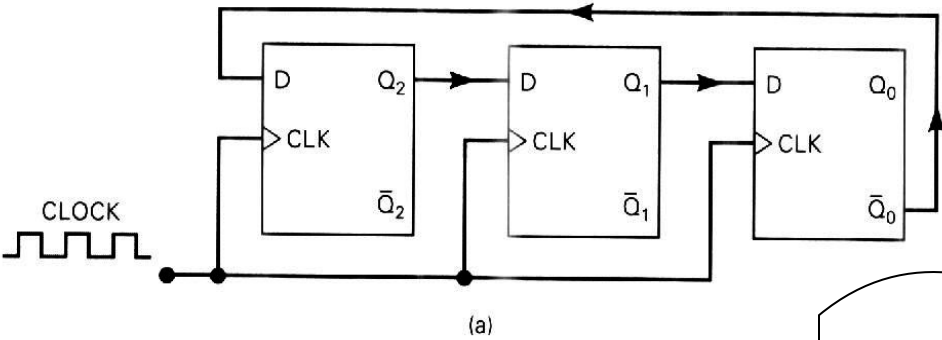 D Q₂ D Q₁ D Q₀
CLK CLK CLK
Q̅₂ Q̅₁ Q̅₀
CLOCK
(a)